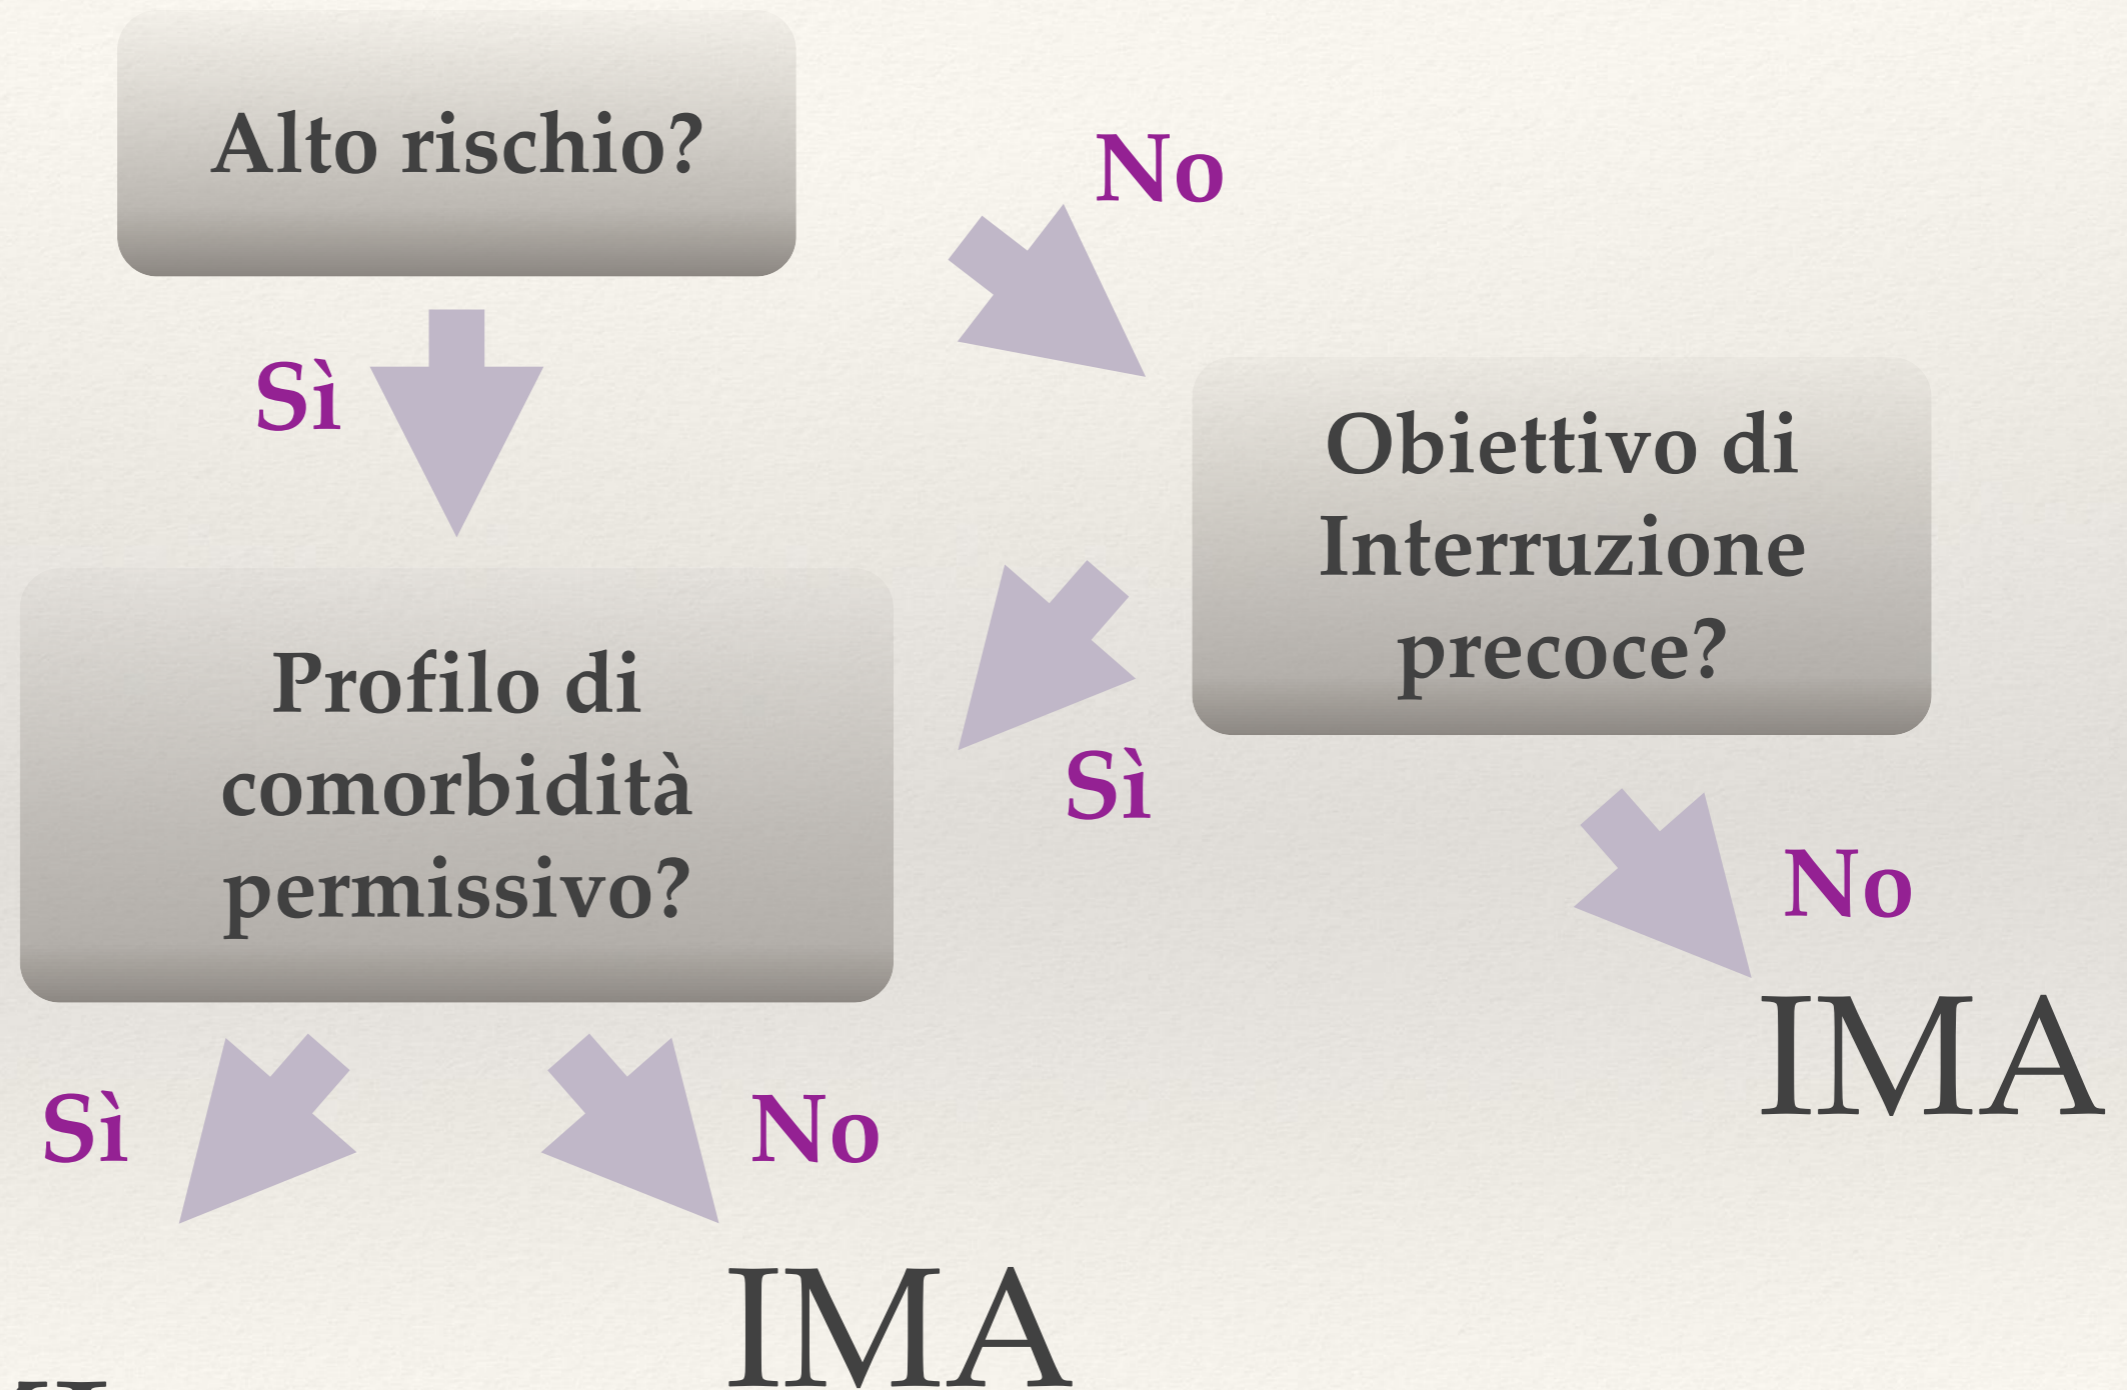 Alto rischio?
No
Sì
Obiettivo di
Interruzione
precoce?
Profilo di
comorbidità
permissivo?
Sì
No
IMA
Sì
No
IMA